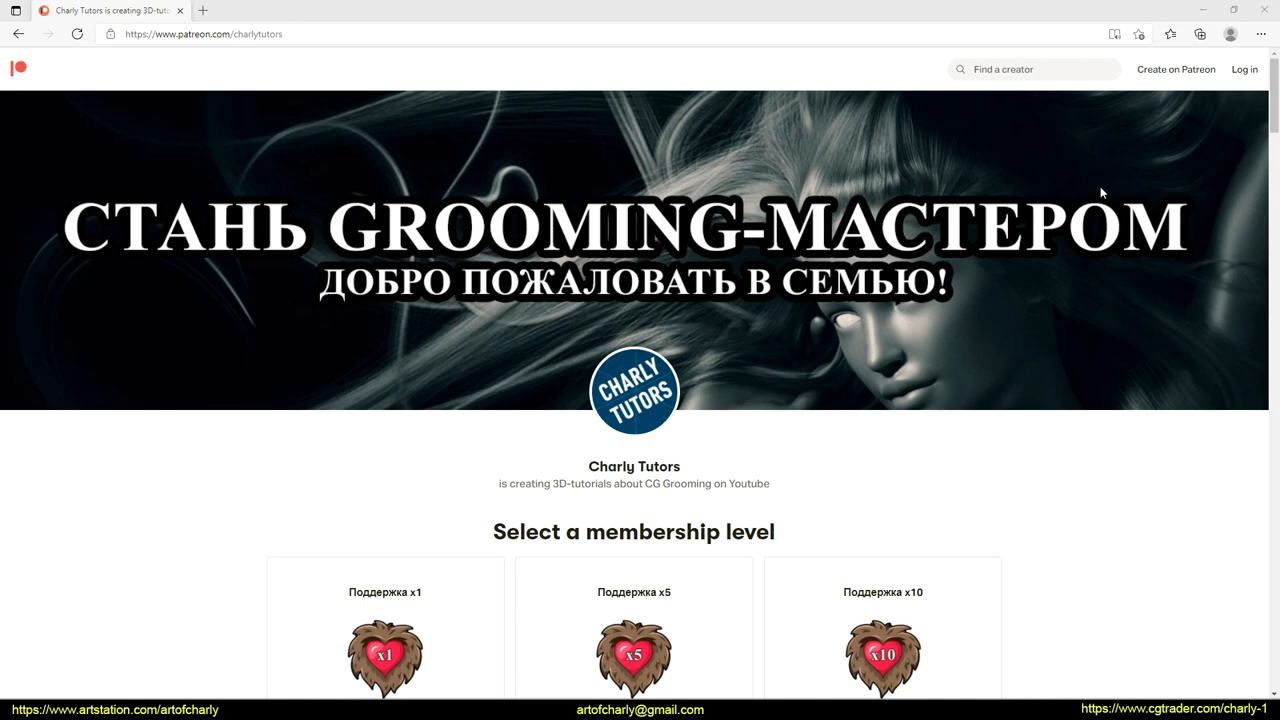 Charly Tutors is creating 3D-tuto
https://www.patreon.com/charlytutors
Find a creator
Create on Patreon
Log in
СТАНЬ GROOMING-МАСТЕРОМ
ДОБРО ПОЖАЛОВАТЬ В СЕМЬЮ!
CHARLY
TUTORS
Charly Tutors
is creating 3D-tutorials about CG Grooming on Youtube
Select a membership level
Поддержка x1
Поддержка x5
Поддержка x10
x1
x5
x10
https://www.artstation.com/artofcharly
artofcharly@gmail.com
https://www.cgtrader.com/charly-1